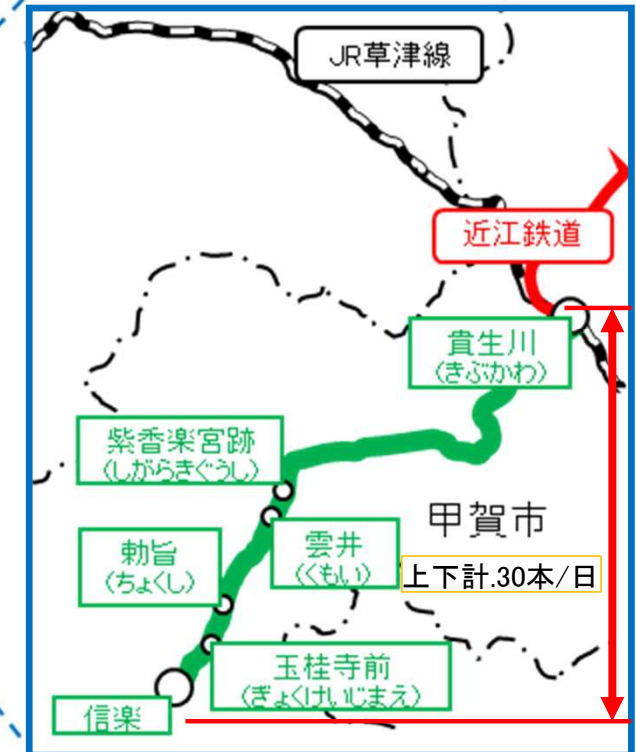 JR草津線
近江鉄道
貴生川
(きぶかわ)
紫香楽宮跡
(しがらきぐうし)
甲賀市
雲井
(くもい)
勅旨
(ちょくし)
上下計.30本/日
玉桂寺前
(ぎょくけいじまえ)
信楽